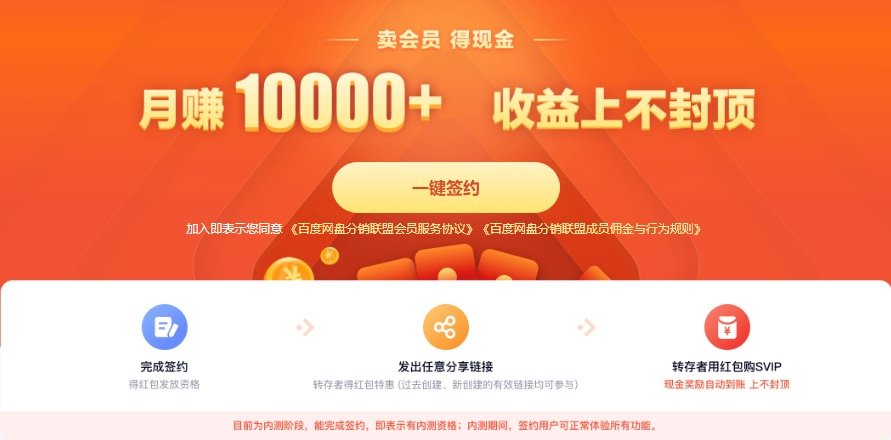 卖会员 得现金
月赚 10000+ 收益上不封顶
一键签约
加入即表示您同意《百度网盘分销联盟会员服务协议》《百度网盘分销联盟成员佣金与行为规则》
¥
完成签约 发出任意分享链接 转存者用红包购SVIP
得红包发放资格 转存者得红包特惠(过去创建、新创建的有效链接均可参与) 现金奖励自动到账 上不封顶
目前为内测阶段，能完成签约，即表示有内测资格；内测期间，签约用户可正常体验所有功能。